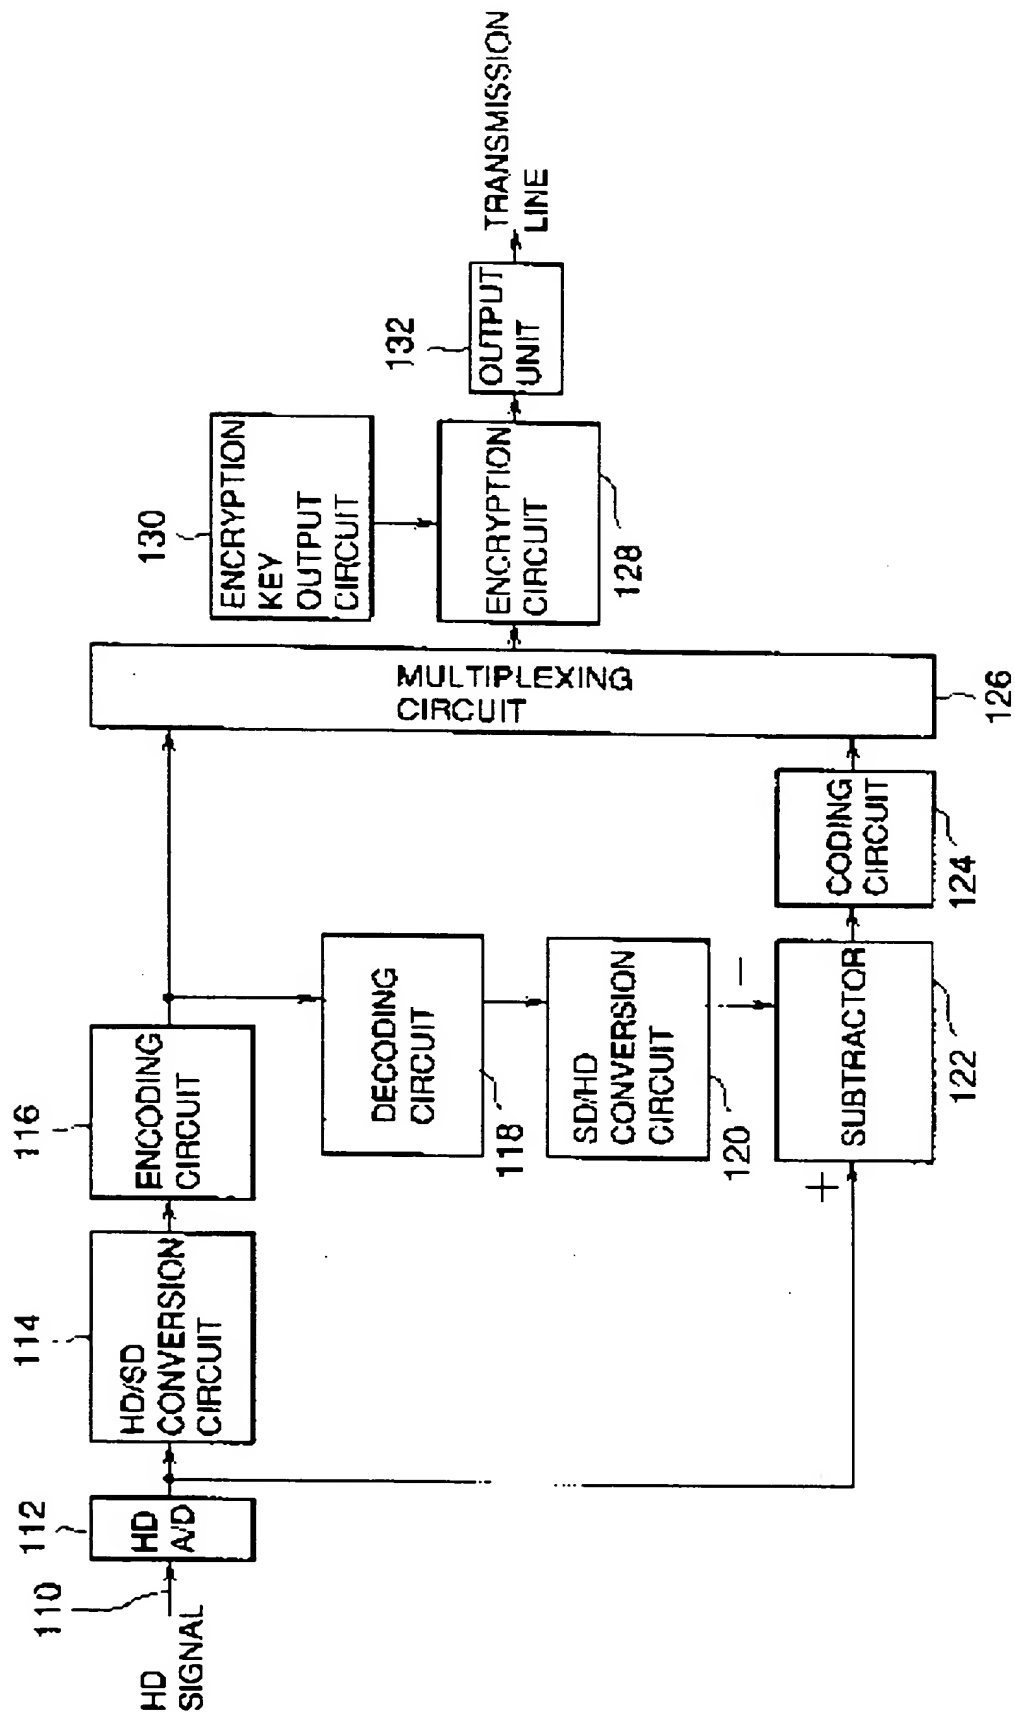 HD
SIGNAL
110
112
HD
A/D
114
HD/SD
CONVERSION
CIRCUIT
116
ENCODING
CIRCUIT
DECODING
CIRCUIT
118
SD/HD
CONVERSION
CIRCUIT
120
−
+
SUBTRACTOR
122
CODING
CIRCUIT
124
MULTIPLEXING
CIRCUIT
126
130
ENCRYPTION
KEY
OUTPUT
CIRCUIT
ENCRYPTION
CIRCUIT
128
132
OUTPUT
UNIT
TRANSMISSION
LINE